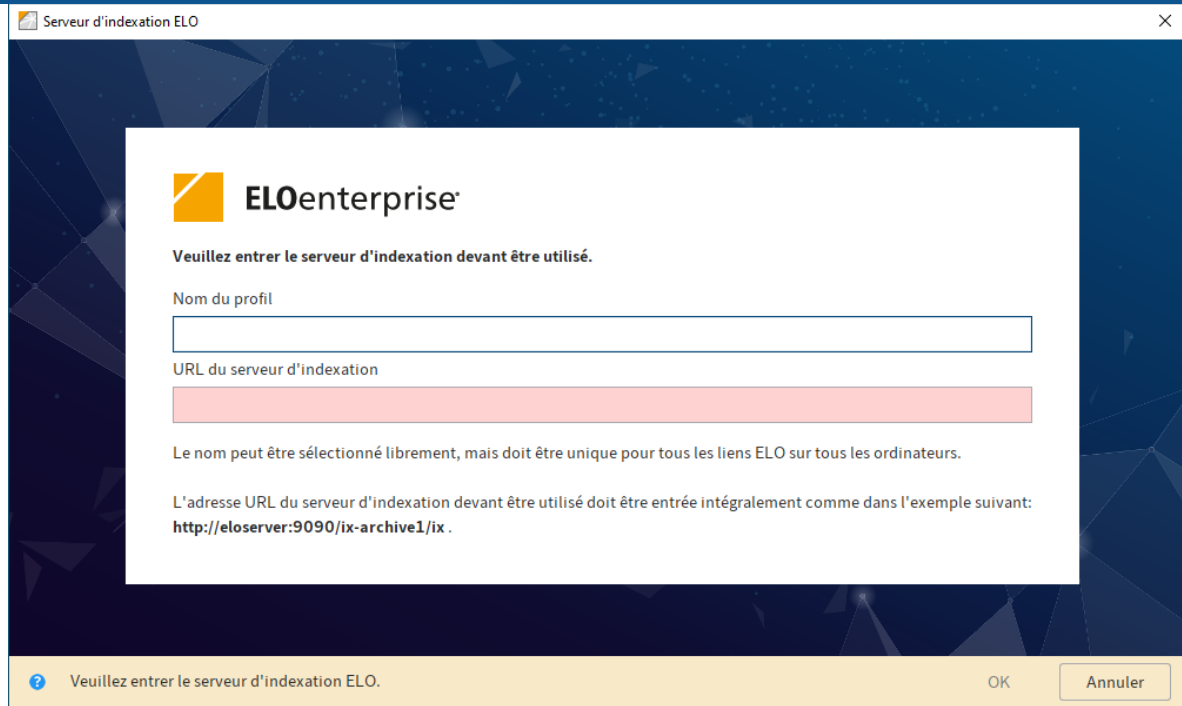 Serveur d'indexation ELO
ELOenterprise
Veuillez entrer le serveur d'indexation devant être utilisé.
Nom du profil
URL du serveur d'indexation
Le nom peut être sélectionné librement, mais doit être unique pour tous les liens ELO sur tous les ordinateurs.
L'adresse URL du serveur d'indexation devant être utilisé doit être entrée intégralement comme dans l'exemple suivant:
http://eloserver:9090/ix-archive1/ix .
? Veuillez entrer le serveur d'indexation ELO.
OK
Annuler